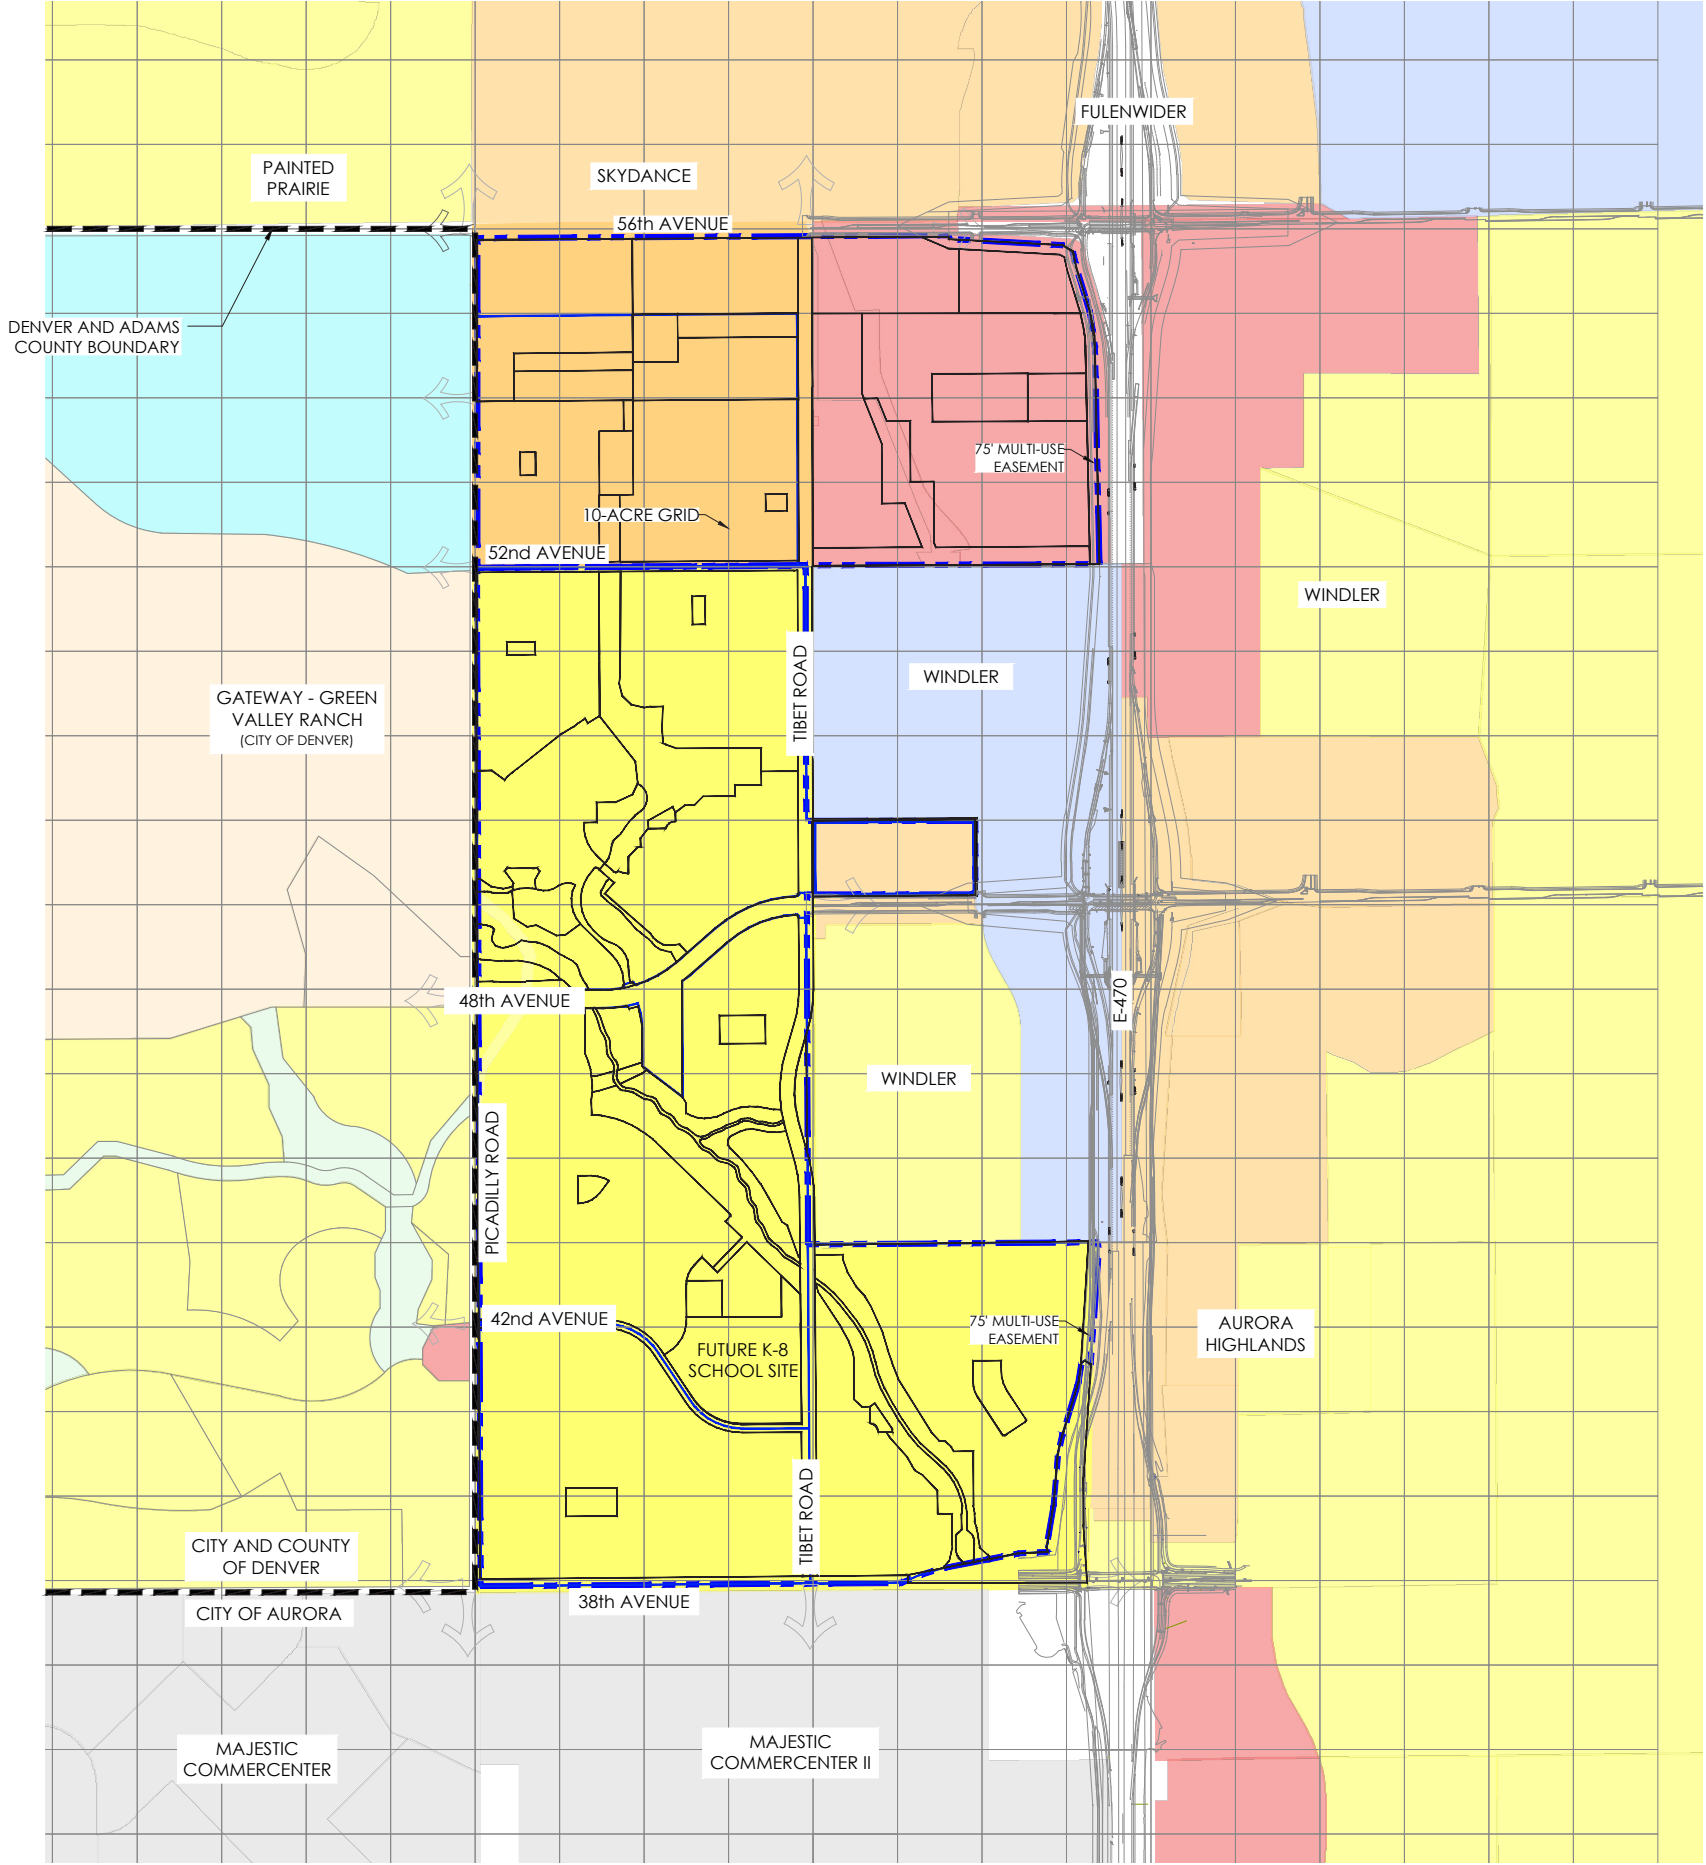 FULENWIDER
PAINTED
PRAIRIE
SKYDANCE
56th AVENUE
DENVER AND ADAMS
COUNTY BOUNDARY
75' MULTI-USE
EASEMENT
10-ACRE GRID
52nd AVENUE
WINDLER
TIBET ROAD
WINDLER
GATEWAY - GREEN
VALLEY RANCH
(CITY OF DENVER)
48th AVENUE
E-470
WINDLER
PICADILLY ROAD
42nd AVENUE
75' MULTI-USE
EASEMENT
AURORA
HIGHLANDS
FUTURE K-8
SCHOOL SITE
TIBET ROAD
CITY AND COUNTY
OF DENVER
38th AVENUE
CITY OF AURORA
MAJESTIC
COMMERCENTER
MAJESTIC
COMMERCENTER II